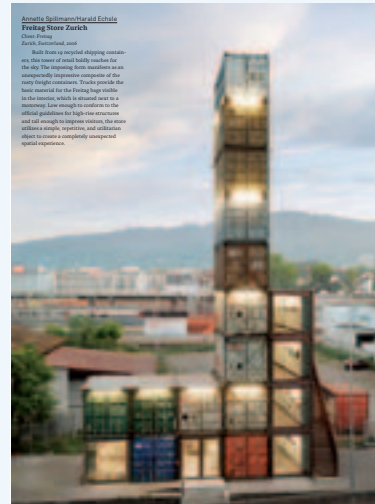 Annette Spillmann/Harald Echsle
Freitag Store Zurich
Client: Freitag
Zurich, Switzerland, 2006
Built from 19 recycled shipping contain-
ers, this tower of retail boldly reaches for
the sky. The imposing form manifests as an
unexpectedly impressive composite of the
rusty freight containers. Trucks provide the
basic material for the Freitag bags visible
in the interior, which is situated next to a
motorway. Low enough to conform to the
official guidelines for high-rise structures
and tall enough to impress visitors, the store
utilizes a simple, repetitive, and utilitarian
object to create a completely unexpected
spatial experience.